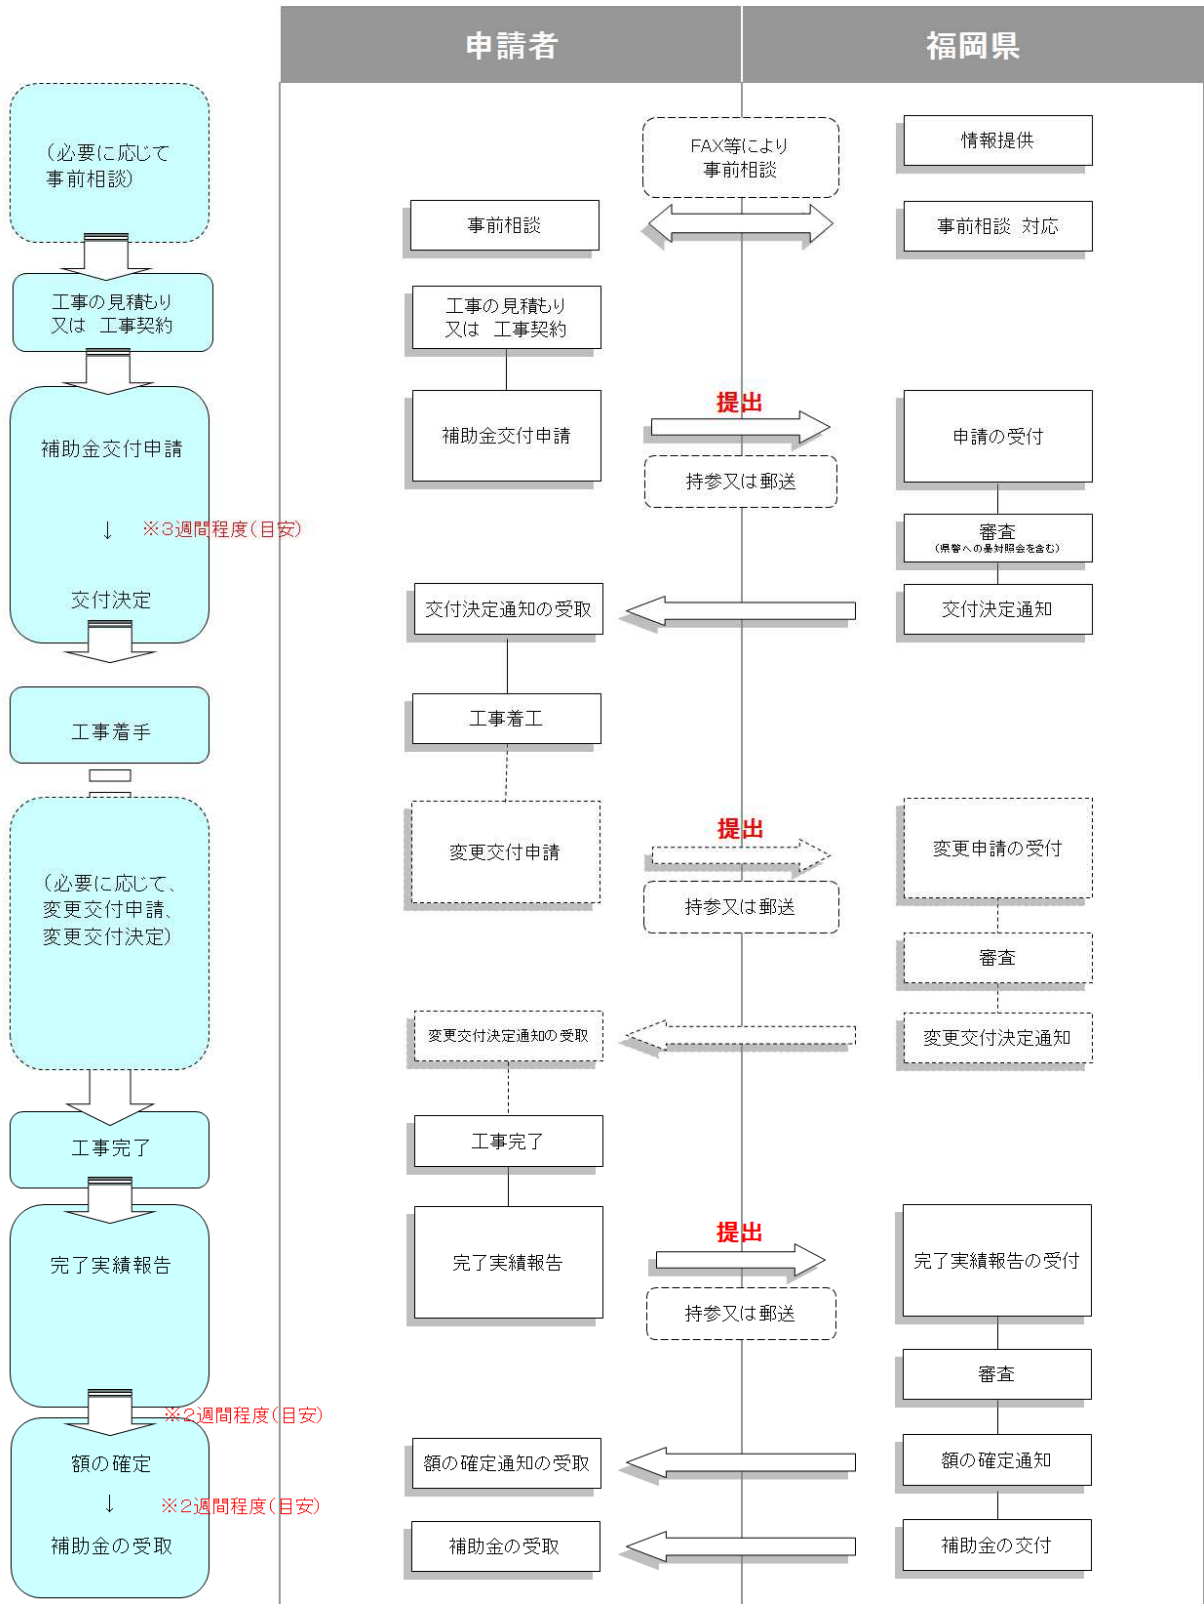 申請者
福岡県
（必要に応じて
事前相談）
FAX等により
事前相談
情報提供
事前相談
事前相談　対応
工事の見積もり
又は　工事契約
工事の見積もり
又は　工事契約
補助金交付申請
↓
※3週間程度（目安）
交付決定
補助金交付申請
提出
持参又は郵送
申請の受付
審査
（県警への暴対照会を含む）
交付決定通知の受取
交付決定通知
工事着手
工事着工
（必要に応じて、
変更交付申請、
変更交付決定）
変更交付申請
提出
持参又は郵送
変更申請の受付
審査
変更交付決定通知の受取
変更交付決定通知
工事完了
工事完了
完了実績報告
完了実績報告
提出
持参又は郵送
完了実績報告の受付
審査
※2週間程度（目安）
額の確定
↓
※2週間程度（目安）
補助金の受取
額の確定通知の受取
額の確定通知
補助金の受取
補助金の交付